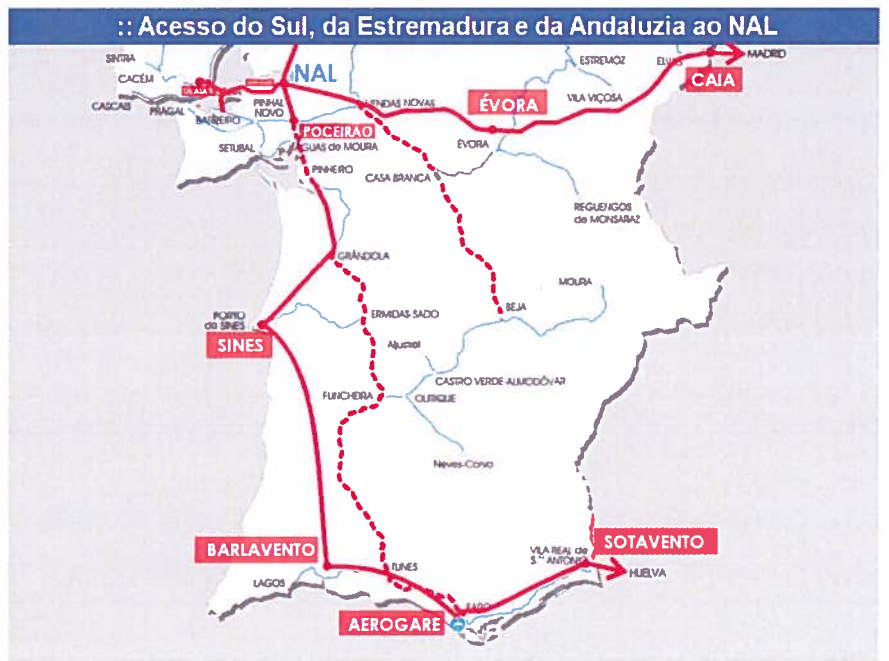 :: Acesso do Sul, da Estremadura e da Andaluzia ao NAL
SINTRA
CACÉM
CASCAIS
PRAGAL
BARREIRO
PINHAL
NOVO
NAL
SETUBAL
POCEIRAO
AGUAS de MOURA
PINHEIRO
VENDAS NOVAS
CASA BRANCA
ÉVORA
ÉVORA
ESTREMOZ
VILA VIÇOSA
ELVAS
CAIA
MADRID
REGUENGOS
de MONSARAZ
GRÂNDOLA
MOURA
BEJA
PORTO
de SINES
SINES
ERMIDAS SADO
Aljustrel
CASTRO VERDE-ALMODÔVAR
FUNCHEIRA
OURIQUE
Neves-Corvo
BARLAVENTO
LAGOS
TUNES
FARO
AEROGARE
VILA REAL de
S.to ANTÓNIO
SOTAVENTO
HUELVA